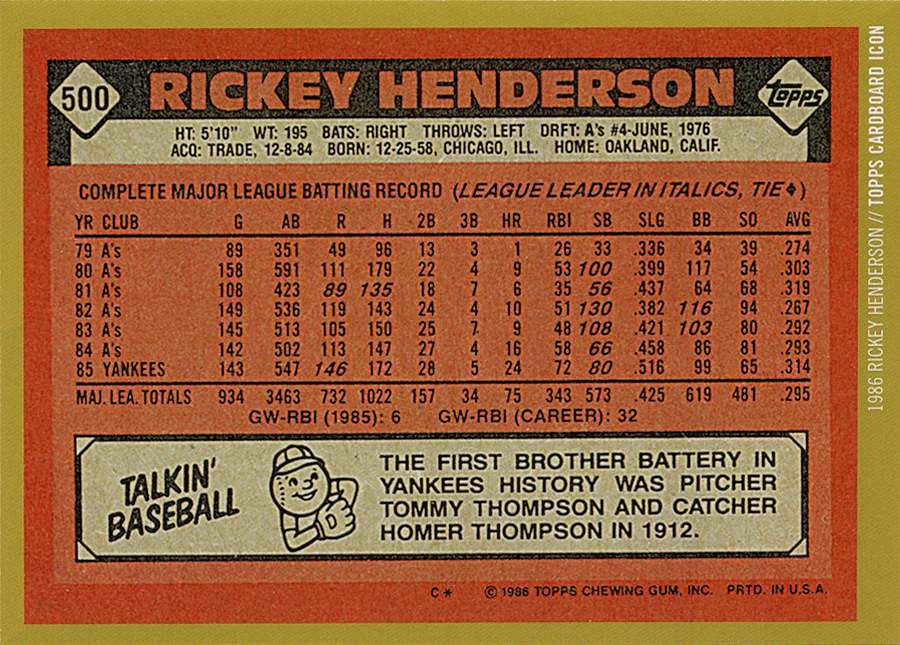 500 RICKEY HENDERSON topps
HT: 5'10" WT: 195 BATS: RIGHT THROWS: LEFT DRFT: A's #4-JUNE, 1976
ACQ: TRADE, 12-8-84 BORN: 12-25-58, CHICAGO, ILL. HOME: OAKLAND, CALIF.
COMPLETE MAJOR LEAGUE BATTING RECORD (LEAGUE LEADER IN ITALICS, TIE♦)
YR CLUB G AB R H 2B 3B HR RBI SB SLG BB SO AVG
79 A's 89 351 49 96 13 3 1 26 33 .336 34 39 .274
80 A's 158 591 111 179 22 4 9 53 100 .399 117 54 .303
81 A's 108 423 89 135 18 7 6 35 56 .437 64 68 .319
82 A's 149 536 119 143 24 4 10 51 130 .382 116 94 .267
83 A's 145 513 105 150 25 7 9 48 108 .421 103 80 .292
84 A's 142 502 113 147 27 4 16 58 66 .458 86 81 .293
85 YANKEES 143 547 146 172 28 5 24 72 80 .516 99 65 .314
MAJ. LEA. TOTALS 934 3463 732 1022 157 34 75 343 573 .425 619 481 .295
GW-RBI (1985): 6 GW-RBI (CAREER): 32
TALKIN'
BASEBALL
THE FIRST BROTHER BATTERY IN
YANKEES HISTORY WAS PITCHER
TOMMY THOMPSON AND CATCHER
HOMER THOMPSON IN 1912.
C* © 1986 TOPPS CHEWING GUM, INC. PRTD. IN U.S.A.
1986 RICKEY HENDERSON // TOPPS CARDBOARD ICON